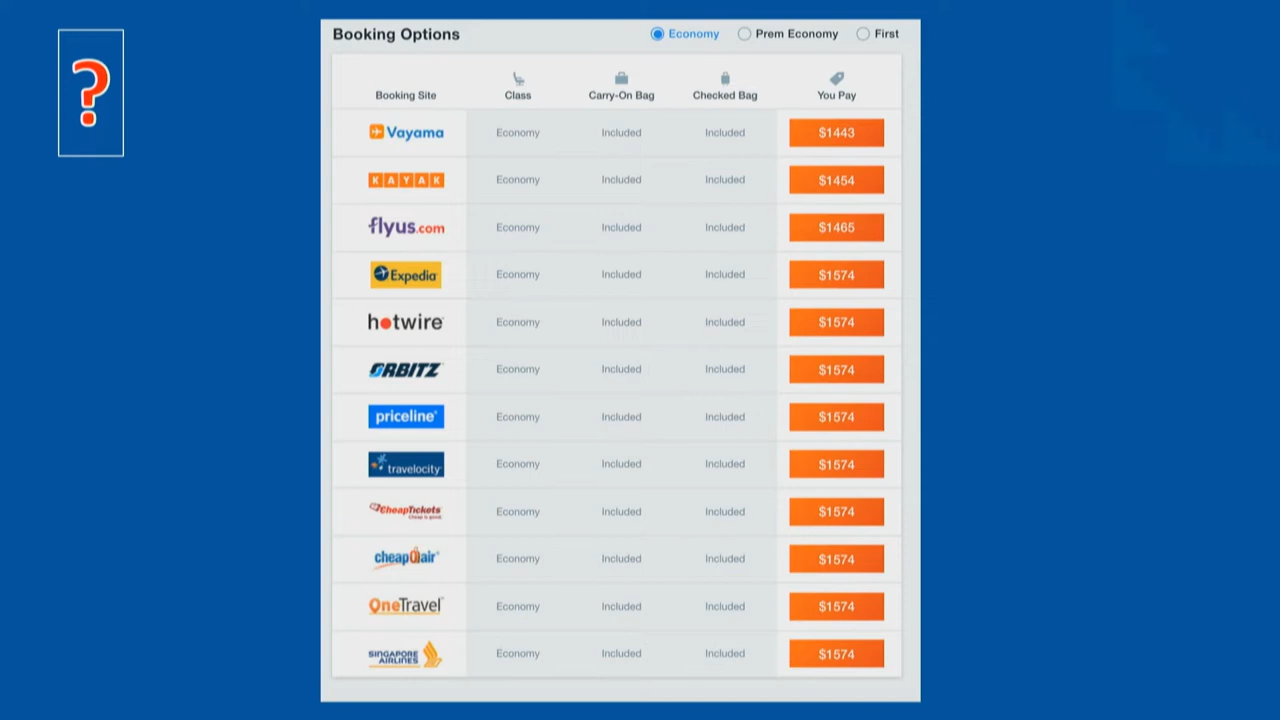 ?
Booking Options Economy Prem Economy First
Booking Site Class Carry-On Bag Checked Bag You Pay
Vayama Economy Included Included $1443
KAYAK Economy Included Included $1454
flyus.com Economy Included Included $1465
Expedia Economy Included Included $1574
hotwire Economy Included Included $1574
ORBITZ Economy Included Included $1574
priceline Economy Included Included $1574
travelocity Economy Included Included $1574
CheapTickets Economy Included Included $1574
Cheap is good.
cheapOair Economy Included Included $1574
OneTravel Economy Included Included $1574
SINGAPORE AIRLINES Economy Included Included $1574